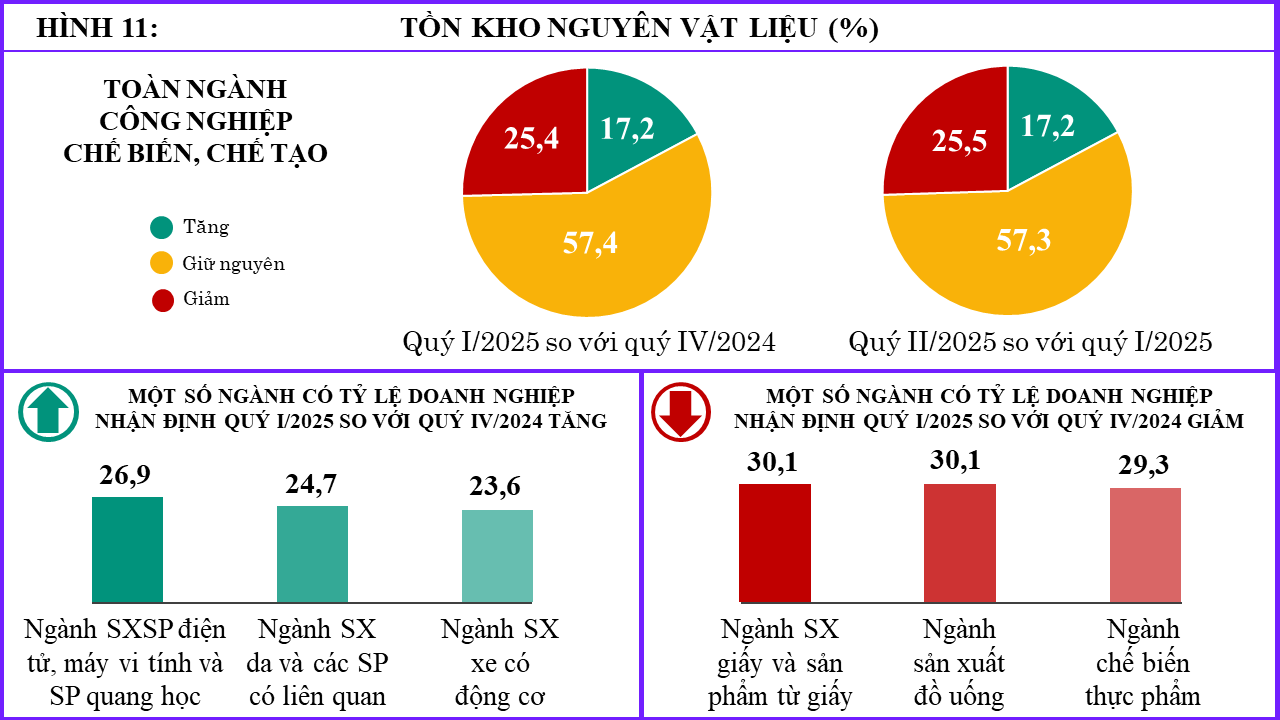 HÌNH 11:
TỒN KHO NGUYÊN VẬT LIỆU (%)
TOÀN NGÀNH
CÔNG NGHIỆP
CHẾ BIẾN, CHẾ TẠO
Tăng
Giữ nguyên
Giảm
25,4
17,2
57,4
Quý I/2025 so với quý IV/2024
25,5
17,2
57,3
Quý II/2025 so với quý I/2025
MỘT SỐ NGÀNH CÓ TỶ LỆ DOANH NGHIỆP
NHẬN ĐỊNH QUÝ I/2025 SO VỚI QUÝ IV/2024 TĂNG
26,9
24,7
23,6
Ngành SXSP điện
tử, máy vi tính và
SP quang học
Ngành SX
da và các SP
có liên quan
Ngành SX
xe có
động cơ
MỘT SỐ NGÀNH CÓ TỶ LỆ DOANH NGHIỆP
NHẬN ĐỊNH QUÝ I/2025 SO VỚI QUÝ IV/2024 GIẢM
30,1
30,1
29,3
Ngành SX
giấy và sản
phẩm từ giấy
Ngành
sản xuất
đồ uống
Ngành
chế biến
thực phẩm